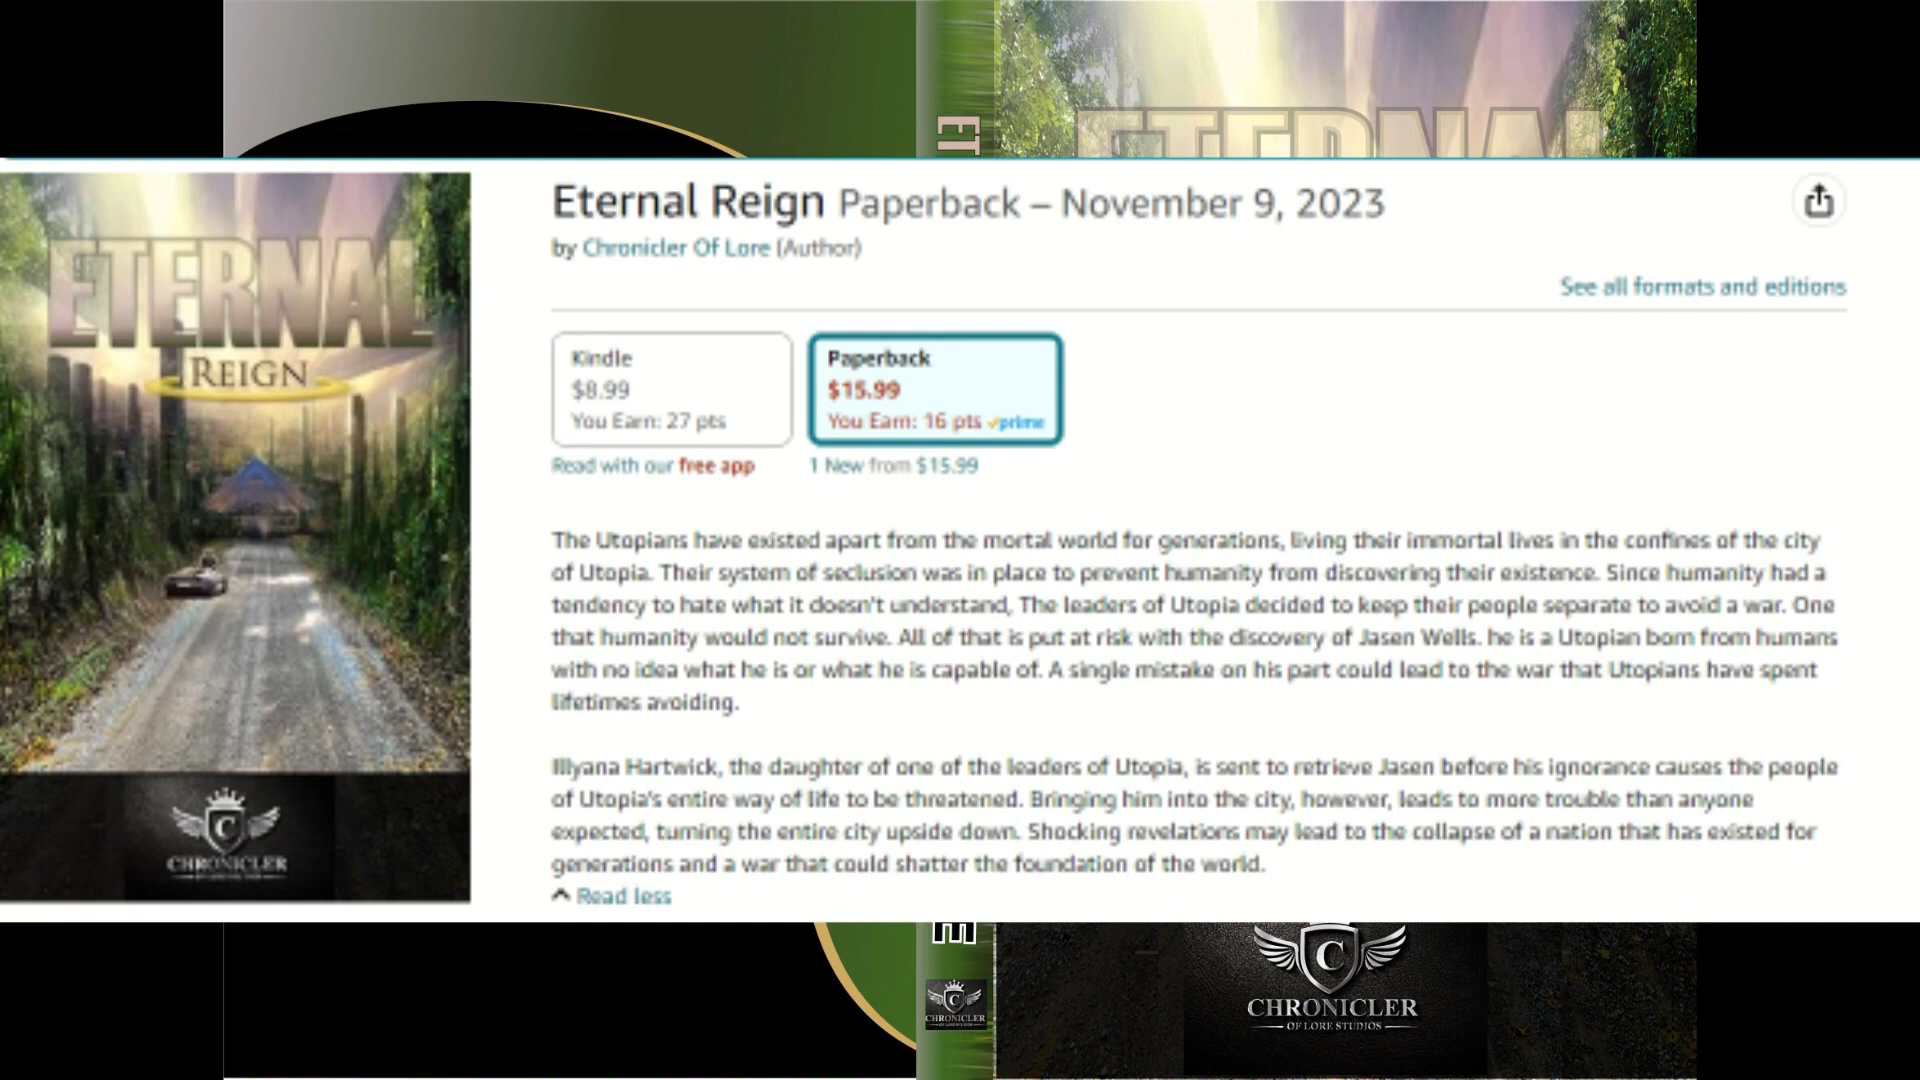 ET
ETERNAL
ETERNAL
REIGN
CHRONICLER
Eternal Reign Paperback – November 9, 2023
by Chronicler Of Lore (Author)
See all formats and editions
Kindle
$8.99
You Earn: 27 pts
Read with our free app
Paperback
$15.99
You Earn: 16 pts prime
1 New from $15.99
The Utopians have existed apart from the mortal world for generations, living their immortal lives in the confines of the city
of Utopia. Their system of seclusion was in place to prevent humanity from discovering their existence. Since humanity had a
tendency to hate what it doesn't understand, The leaders of Utopia decided to keep their people separate to avoid a war. One
that humanity would not survive. All of that is put at risk with the discovery of Jasen Wells. he is a Utopian born from humans
with no idea what he is or what he is capable of. A single mistake on his part could lead to the war that Utopians have spent
lifetimes avoiding.
Illyana Hartwick, the daughter of one of the leaders of Utopia, is sent to retrieve Jasen before his ignorance causes the people
of Utopia's entire way of life to be threatened. Bringing him into the city, however, leads to more trouble than anyone
expected, turning the entire city upside down. Shocking revelations may lead to the collapse of a nation that has existed for
generations and a war that could shatter the foundation of the world.
Read less
E
C
CHRONICLER
C
CHRONICLER
OF LORE STUDIOS